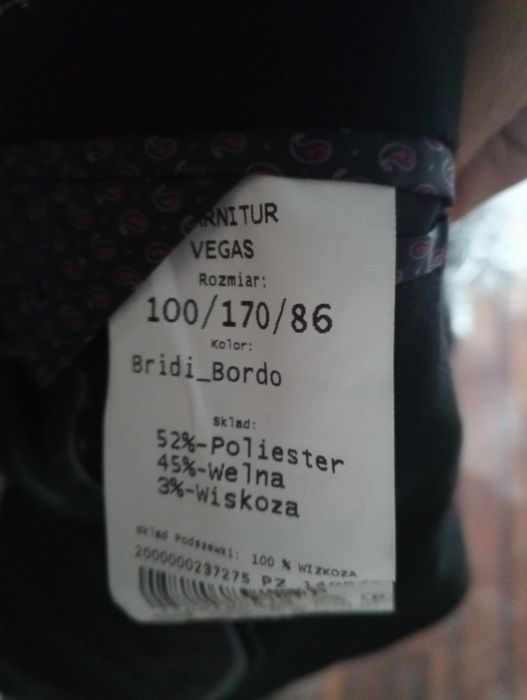 GARNITUR
VEGAS
Rozmiar:
100/170/86
Kolor:
Bridi_Bordo
Skład:
52%-Poliester
45%-Wełna
3%-Wiskoza
Skład Podszewki: 100 % WIZKOZA
2000000237275 PZ